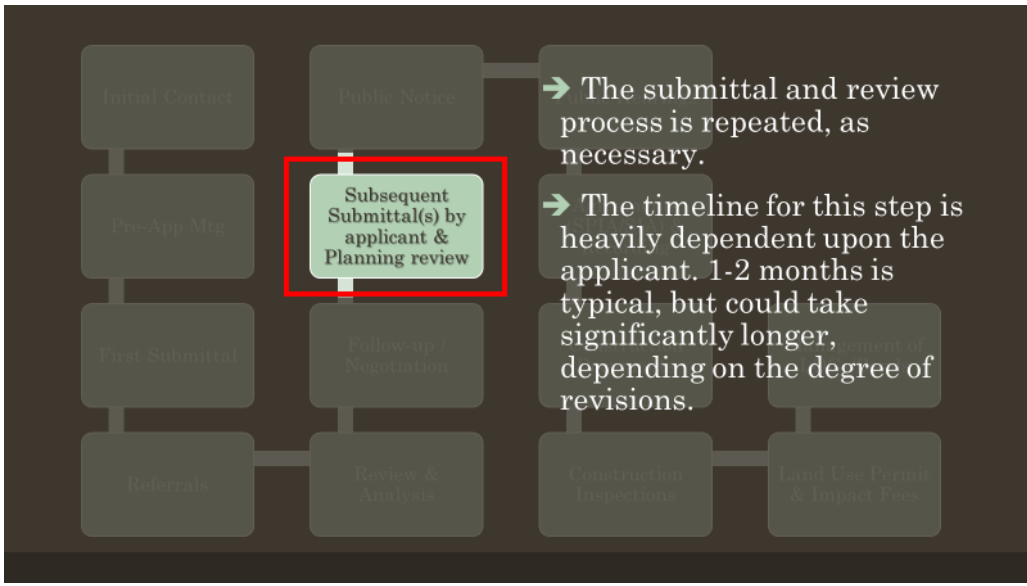 Initial Contact
Pre-App Mtg
First Submittal
Referrals
Review &
Analysis
Follow-up /
Negotiation
Subsequent
Submittal(s) by
applicant &
Planning review
Public Notice
Construction
Inspections
Land Use Permit
& Impact Fees
➔ The submittal and review
process is repeated, as
necessary.
➔ The timeline for this step is
heavily dependent upon the
applicant. 1-2 months is
typical, but could take
significantly longer,
depending on the degree of
revisions.